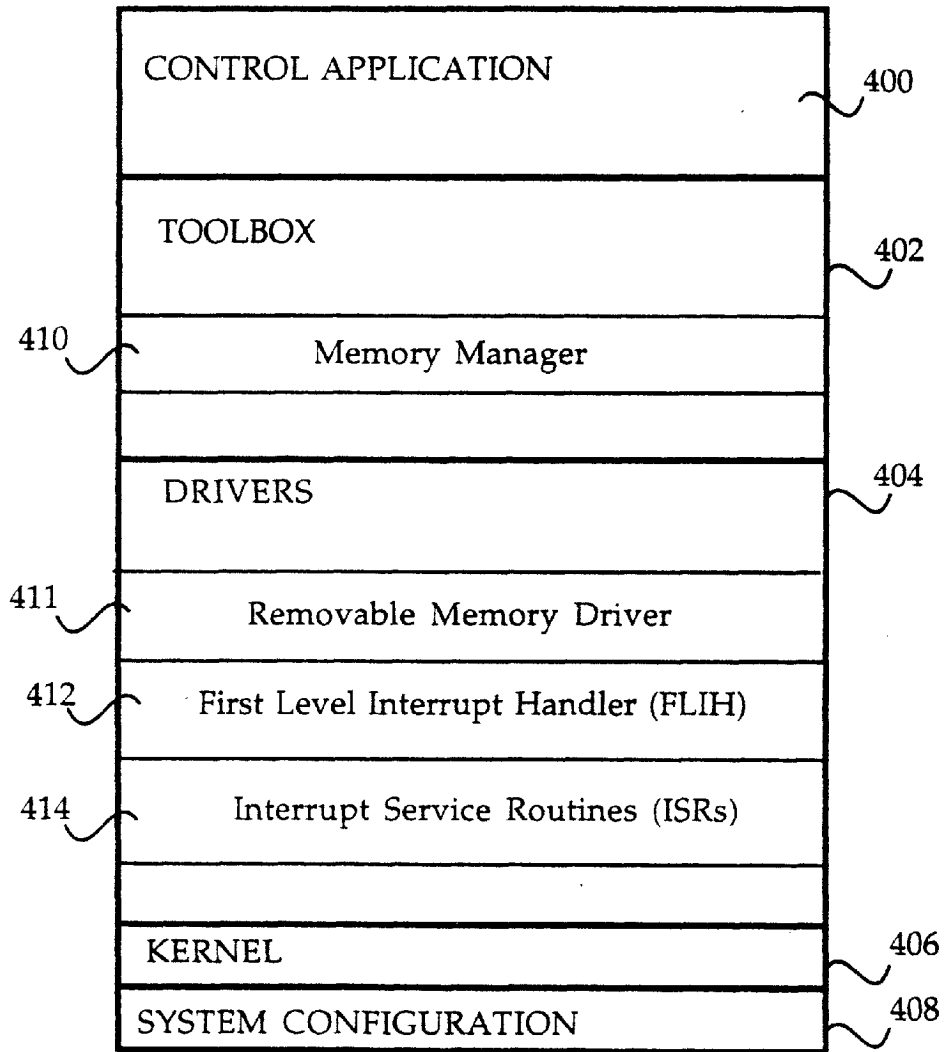 CONTROL APPLICATION
400
TOOLBOX
402
410
Memory Manager
DRIVERS
404
411
Removable Memory Driver
412
First Level Interrupt Handler (FLIH)
414
Interrupt Service Routines (ISRs)
KERNEL
406
SYSTEM CONFIGURATION
408